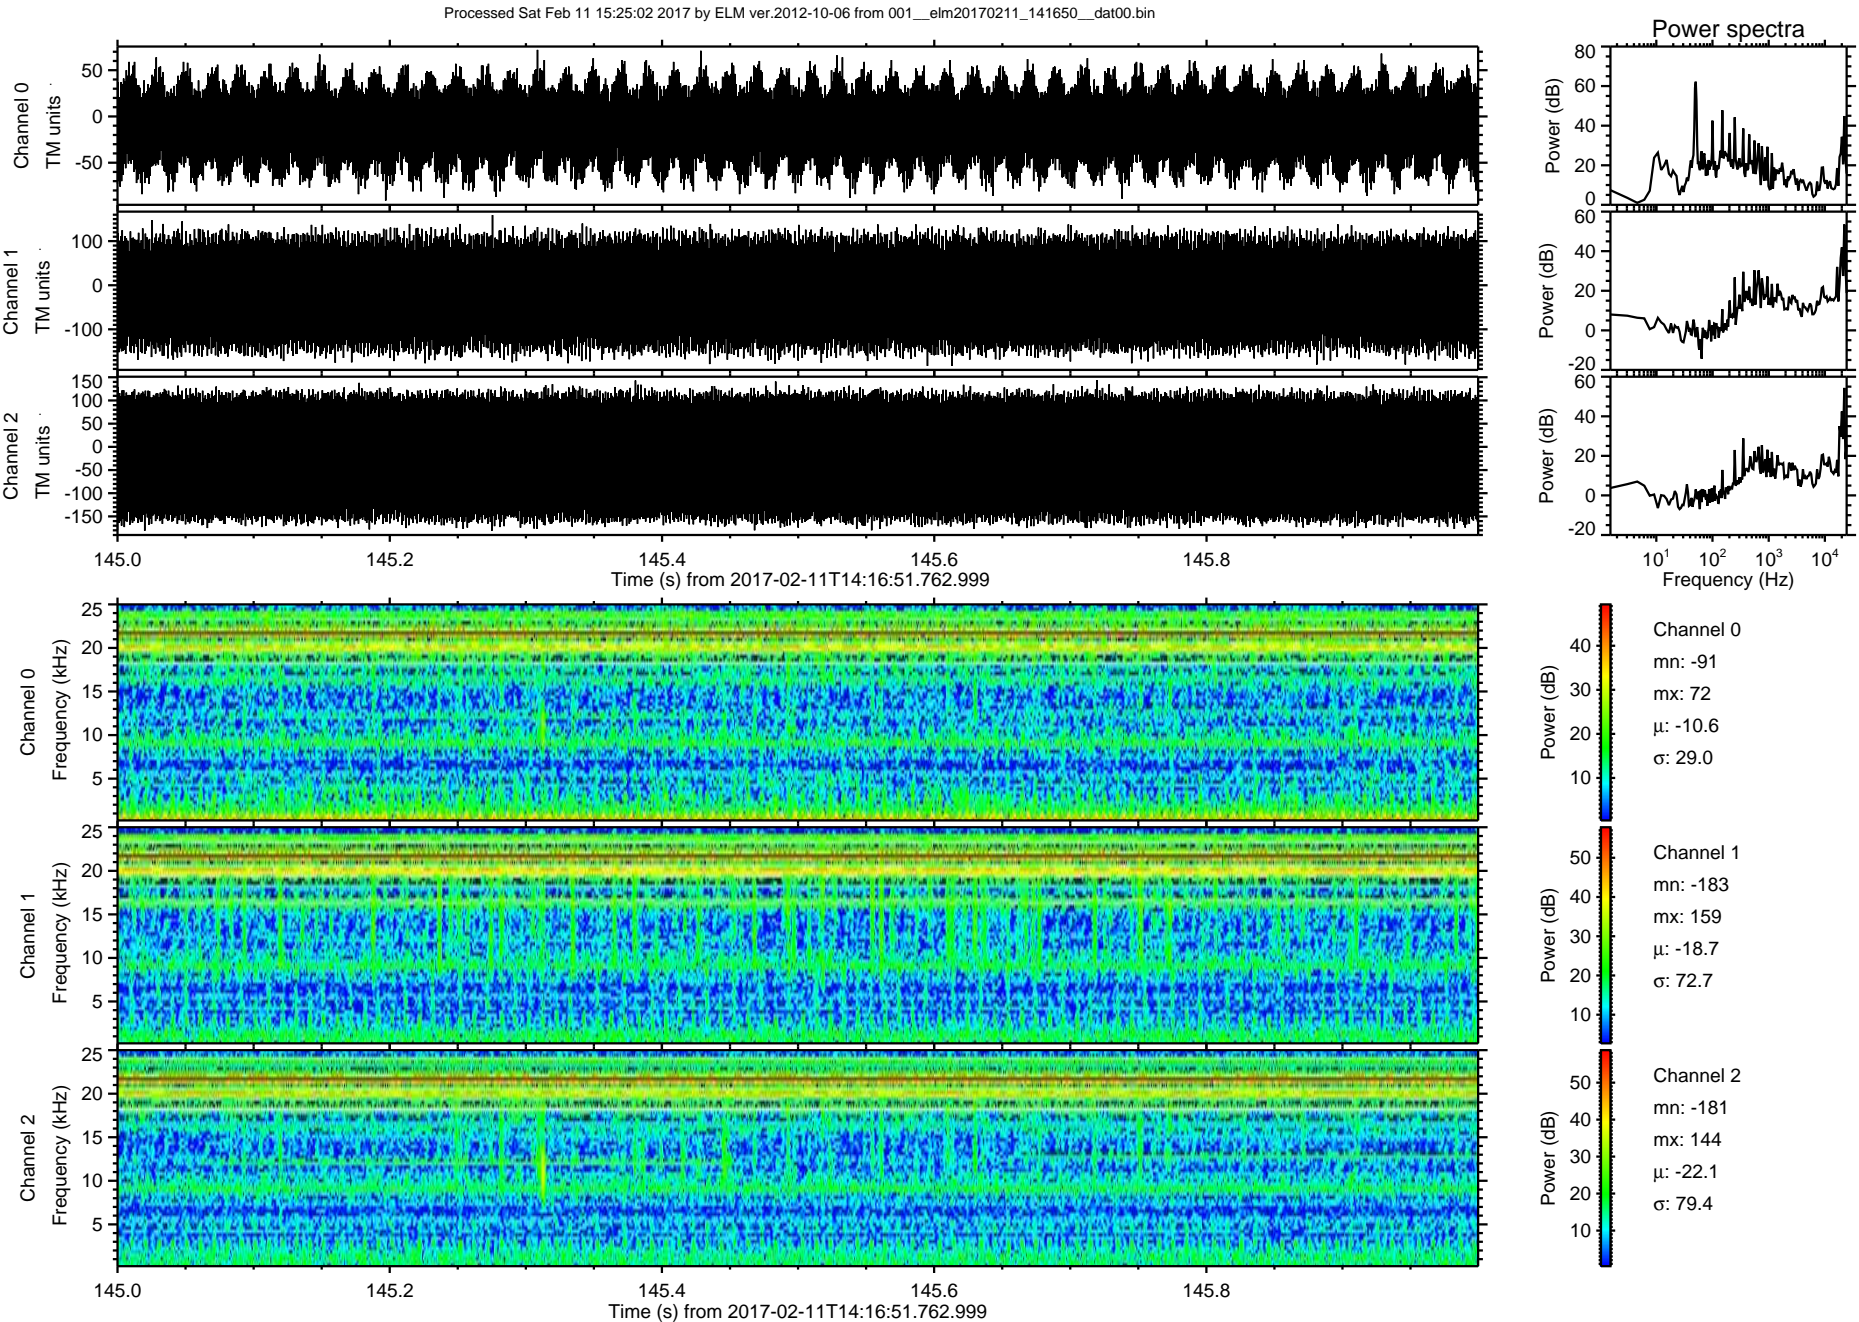 Processed Sat Feb 11 15:25:02 2017 by ELM ver.2012-10-06 from 001__elm20170211_141650__dat00.bin
Power spectra
Channel 0
TM units
50
0
-50
Power (dB)
80
60
40
20
0
Channel 1
TM units
100
0
-100
Power (dB)
60
40
20
0
-20
Channel 2
TM units
150
100
50
0
-50
-100
-150
Power (dB)
60
40
20
0
-20
145.0 145.2 145.4 145.6 145.8
Time (s) from 2017-02-11T14:16:51.762.999
10^1 10^2 10^3 10^4
Frequency (Hz)
Channel 0
Frequency (kHz)
25
20
15
10
5
Power (dB)
40
30
20
10
Channel 0
mn: -91
mx: 72
μ: -10.6
σ: 29.0
Channel 1
Frequency (kHz)
25
20
15
10
5
Power (dB)
50
40
30
20
10
Channel 1
mn: -183
mx: 159
μ: -18.7
σ: 72.7
Channel 2
Frequency (kHz)
25
20
15
10
5
Power (dB)
50
40
30
20
10
Channel 2
mn: -181
mx: 144
μ: -22.1
σ: 79.4
145.0 145.2 145.4 145.6 145.8
Time (s) from 2017-02-11T14:16:51.762.999